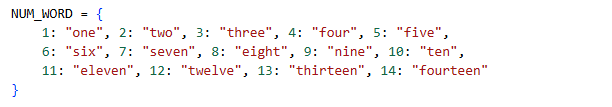 NUM_WORD = {
    1: "one", 2: "two", 3: "three", 4: "four", 5: "five",
    6: "six", 7: "seven", 8: "eight", 9: "nine", 10: "ten",
    11: "eleven", 12: "twelve", 13: "thirteen", 14: "fourteen"
}